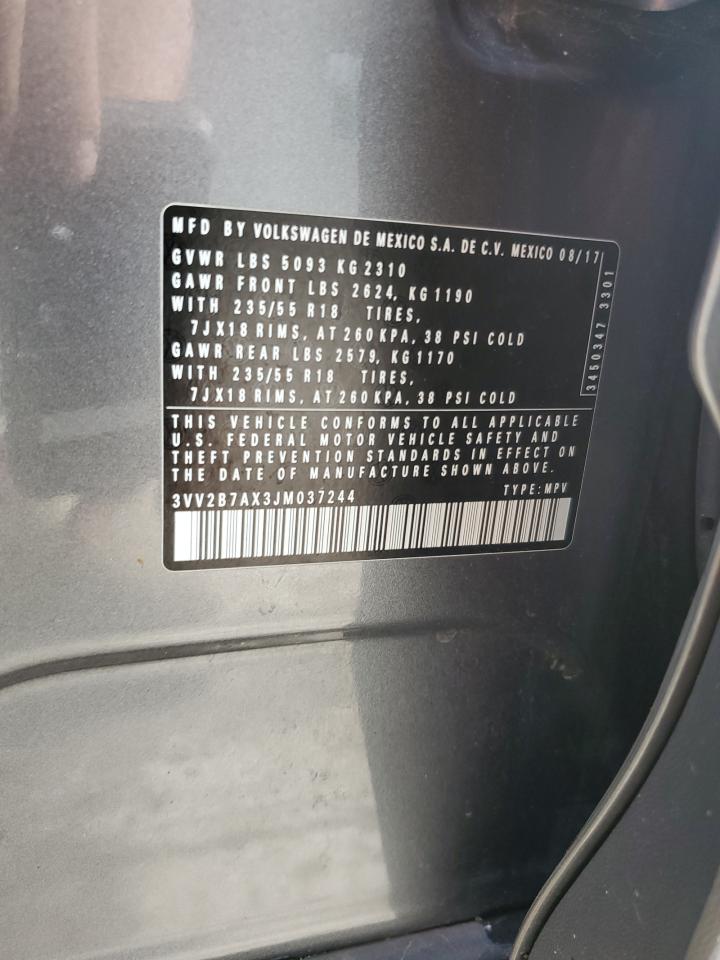 MFD BY VOLKSWAGEN DE MEXICO S.A. DE C.V. MEXICO 08/17
GVWR LBS 5093 KG 2310
GAWR FRONT LBS 2624, KG 1190
WITH 235/55 R18 TIRES,
7JX18 RIMS, AT 260 KPA, 38 PSI COLD
GAWR REAR LBS 2579, KG 1170
WITH 235/55 R18 TIRES,
7JX18 RIMS, AT 260 KPA, 38 PSI COLD
3450347 3301
THIS VEHICLE CONFORMS TO ALL APPLICABLE
U.S. FEDERAL MOTOR VEHICLE SAFETY AND
THEFT PREVENTION STANDARDS IN EFFECT ON
THE DATE OF MANUFACTURE SHOWN ABOVE.
3VV2B7AX3JM037244 TYPE: MPV